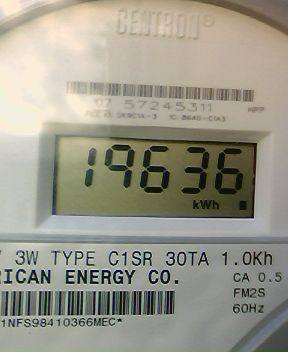 CENTRON®
07 57245311
19636
kWh
3W TYPE C1SR 30TA 1.0Kh
RICAN ENERGY CO.
CA 0.5
FM2S
60Hz
1NFS98410366MEC*